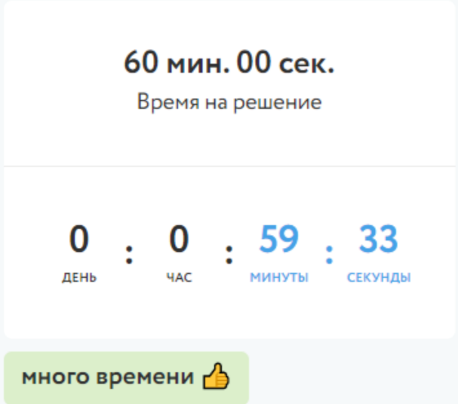 60 мин. 00 сек.
Время на решение
0 : 0 : 59 : 33
ДЕНЬ ЧАС МИНУТЫ СЕКУНДЫ
много времени 👍